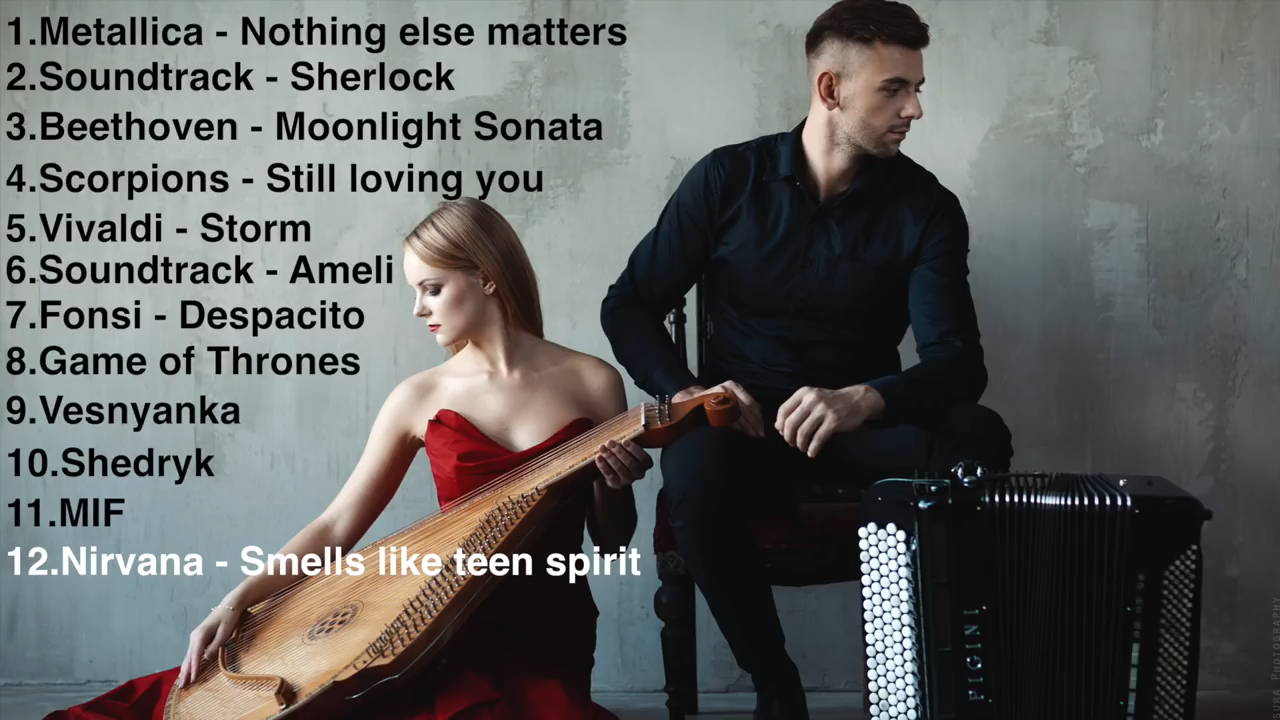 1.Metallica - Nothing else matters
2.Soundtrack - Sherlock
3.Beethoven - Moonlight Sonata
4.Scorpions - Still loving you
5.Vivaldi - Storm
6.Soundtrack - Ameli
7.Fonsi - Despacito
8.Game of Thrones
9.Vesnyanka
10.Shedryk
11.MIF
12.Nirvana - Smells like teen spirit
PIGINI